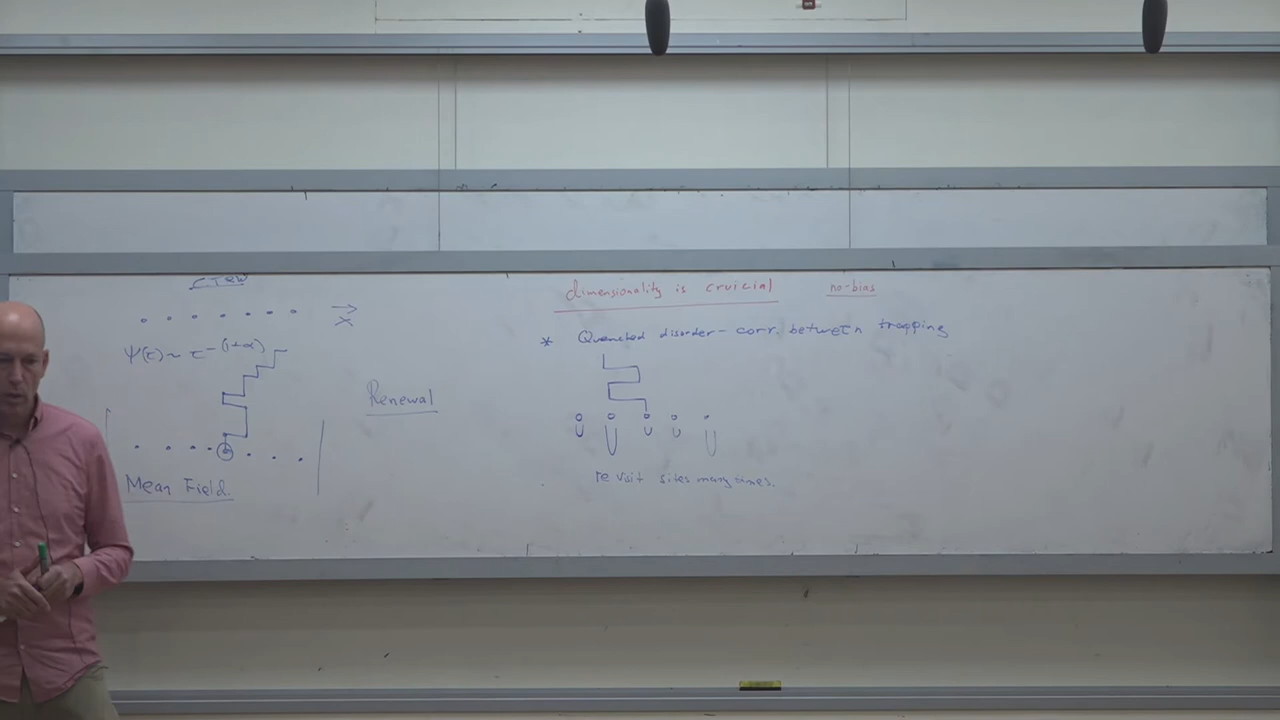 CTRW
x
Ψ(τ) ~ τ^-(1+α)
Renewal
Mean Field.
dimensionality is cruicial no-bias
* Quenched disorder - corr. between trapping
re visit sites many times.